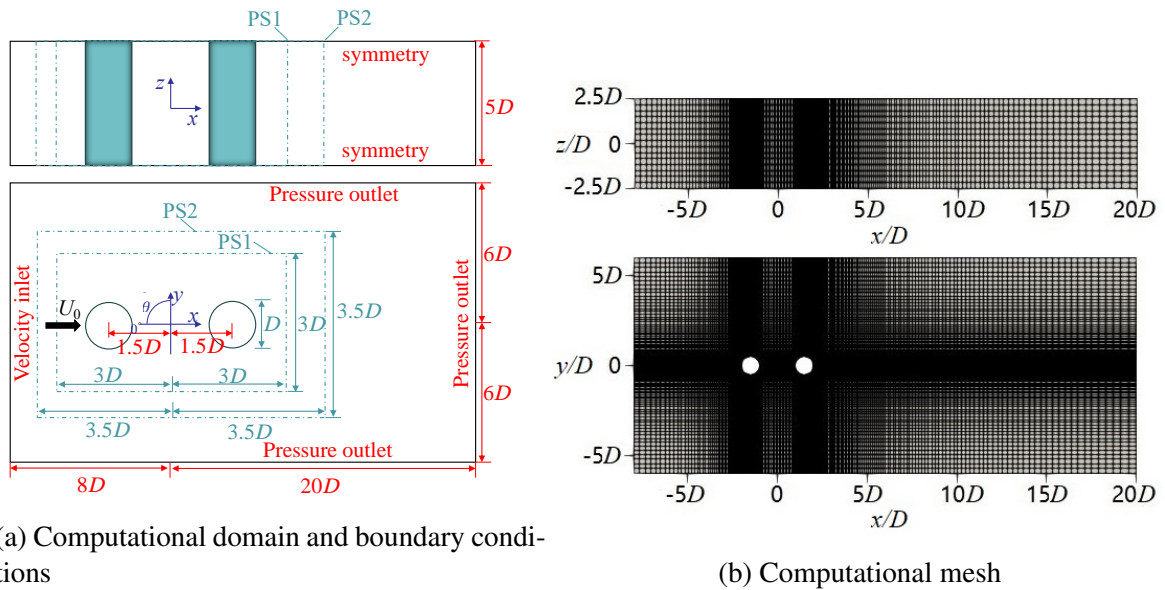 PS1
PS2
symmetry
z
x
5D
symmetry
Pressure outlet
PS2
PS1
6D
Velocity inlet
U0
θ
y
x
0°
D
3D
3.5D
1.5D
1.5D
Pressure outlet
3D
3D
6D
3.5D
3.5D
Pressure outlet
8D
20D
(a) Computational domain and boundary condi-
tions
2.5D
z/D
0
-2.5D
-5D
0
5D
10D
15D
20D
x/D
5D
y/D
0
-5D
-5D
0
5D
10D
15D
20D
x/D
(b) Computational mesh